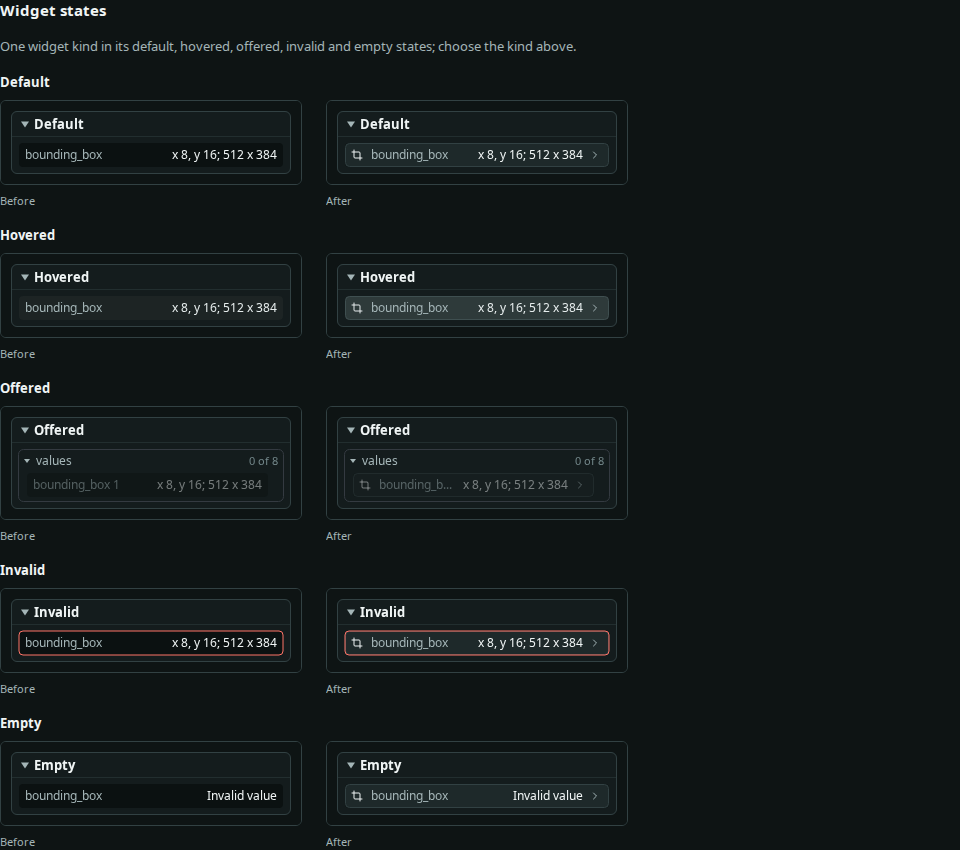 Widget states
One widget kind in its default, hovered, offered, invalid and empty states; choose the kind above.
Default
Default
bounding_box x 8, y 16; 512 x 384
Before
Default
bounding_box x 8, y 16; 512 x 384
After
Hovered
Hovered
bounding_box x 8, y 16; 512 x 384
Before
Hovered
bounding_box x 8, y 16; 512 x 384
After
Offered
Offered
values 0 of 8
bounding_box 1 x 8, y 16; 512 x 384
Before
Offered
values 0 of 8
bounding_b... x 8, y 16; 512 x 384
After
Invalid
Invalid
bounding_box x 8, y 16; 512 x 384
Before
Invalid
bounding_box x 8, y 16; 512 x 384
After
Empty
Empty
bounding_box Invalid value
Before
Empty
bounding_box Invalid value
After